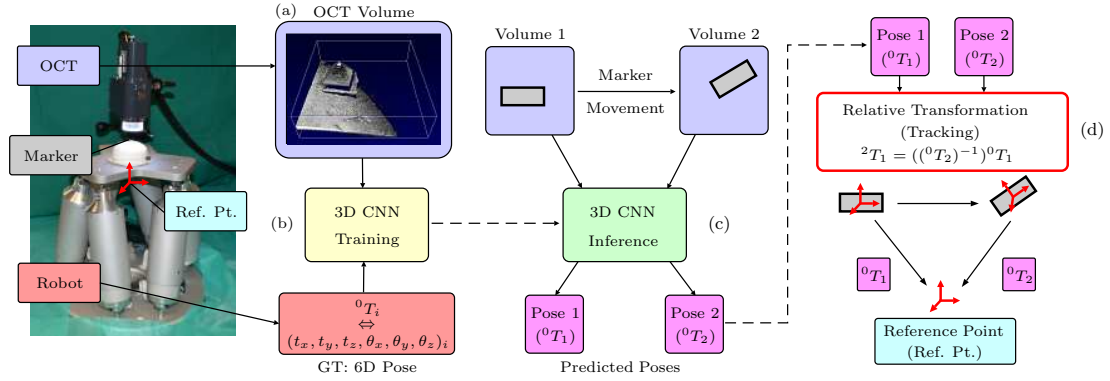 (a)
OCT Volume
OCT
Marker
Ref. Pt.
Robot
(b)
3D CNN
Training
⁰Tᵢ
⇔
(tₓ, t_y, t_z, θₓ, θ_y, θ_z)ᵢ
GT: 6D Pose
Volume 1
Volume 2
Marker
Movement
3D CNN
Inference
(c)
Pose 1
(⁰T₁)
Pose 2
(⁰T₂)
Predicted Poses
Pose 1
(⁰T₁)
Pose 2
(⁰T₂)
Relative Transformation
(Tracking)
²T₁ = ((⁰T₂)⁻¹)⁰T₁
(d)
⁰T₁
⁰T₂
Reference Point
(Ref. Pt.)